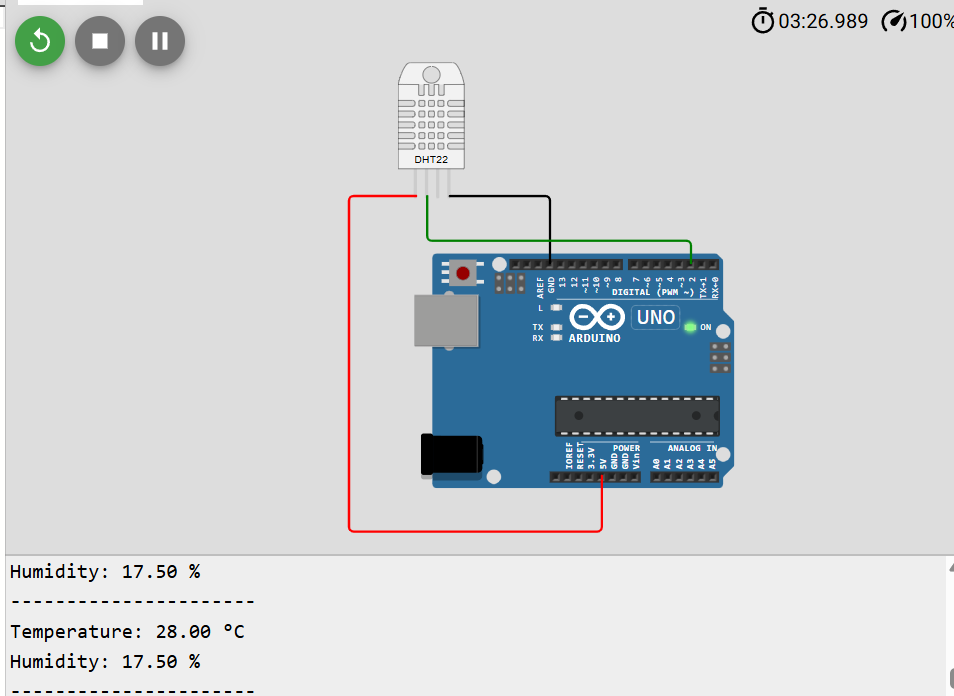 03:26.989 100%
DHT22
AREF GND 13 12 ~11 ~10 ~9 8 7 ~6 ~5 4 ~3 2 TX→1 RX←0
DIGITAL (PWM ~)
L
TX
RX
ARDUINO
UNO
ON
POWER
ANALOG IN
IOREF RESET 3.3V 5V GND GND Vin A0 A1 A2 A3 A4 A5
Humidity: 17.50 %
----------------------
Temperature: 28.00 °C
Humidity: 17.50 %
----------------------